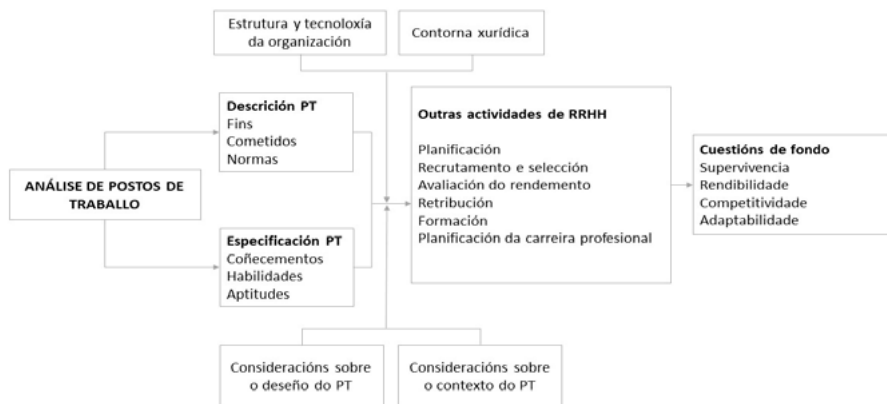 Estrutura y tecnoloxía
da organización
Contorna xurídica
Descrición PT
Fins
Cometidos
Normas
ANÁLISE DE POSTOS DE
TRABALLO
Especificación PT
Coñecementos
Habilidades
Aptitudes
Outras actividades de RRHH
Planificación
Recrutamento e selección
Avaliación do rendemento
Retribución
Formación
Planificación da carreira profesional
Cuestións de fondo
Supervivencia
Rendibilidade
Competitividade
Adaptabilidade
Consideracións sobre
o deseño do PT
Consideracións sobre
o contexto do PT